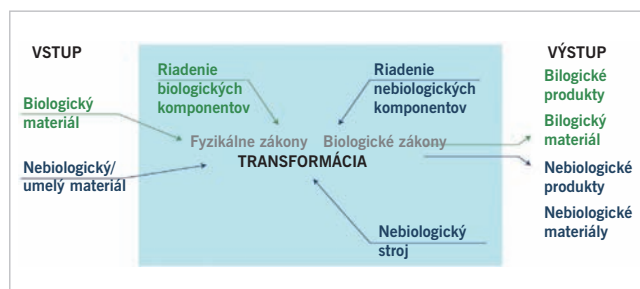 VSTUP
Biologický
materiál
Nebiologický/
umelý materiál
Riadenie
biologických
komponentov
Riadenie
nebiologických
komponentov
Fyzikálne zákony Biologické zákony
TRANSFORMÁCIA
Nebiologický
stroj
VÝSTUP
Bilogické
produkty
Bilogický
materiál
Nebiologické
produkty
Nebiologické
materiály